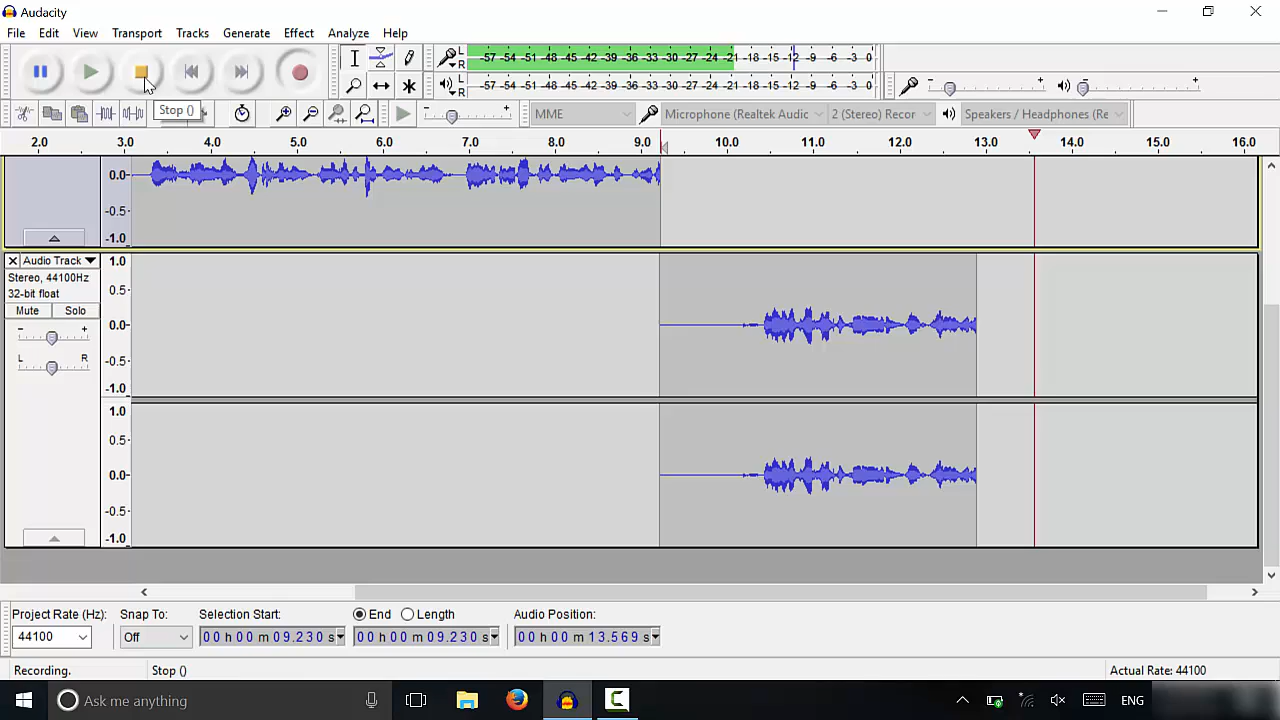 Audacity
File Edit View Transport Tracks Generate Effect Analyze Help
L R -57 -54 -51 -48 -45 -42 -39 -36 -33 -30 -27 -24 -21 -18 -15 -12 -9 -6 -3 0
L R -57 -54 -51 -48 -45 -42 -39 -36 -33 -30 -27 -24 -21 -18 -15 -12 -9 -6 -3 0
Stop ()
MME Microphone (Realtek Audic 2 (Stereo) Recor Speakers / Headphones (Re
2.0 3.0 4.0 5.0 6.0 7.0 8.0 9.0 10.0 11.0 12.0 13.0 14.0 15.0 16.0
0.0
-0.5
-1.0
Audio Track 1.0
Stereo, 44100Hz
32-bit float 0.5
Mute Solo
- + 0.0
L R -0.5
-1.0
1.0
0.5
0.0
-0.5
-1.0
Project Rate (Hz): Snap To: Selection Start: End Length Audio Position:
44100 Off 00 h 00 m 09.230 s 00 h 00 m 09.230 s 00 h 00 m 13.569 s
Recording. Stop () Actual Rate: 44100
Ask me anything ENG